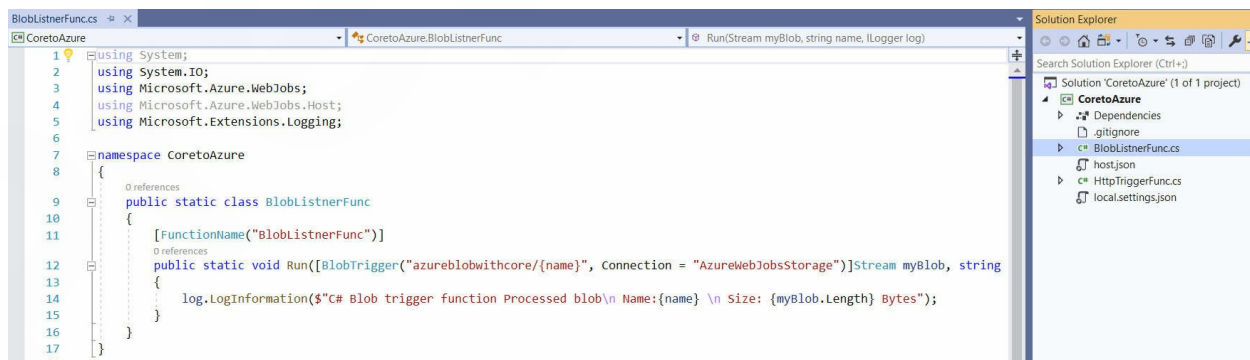 BlobListnerFunc.cs
CoretoAzure
CoretoAzure.BlobListnerFunc
Run(Stream myBlob, string name, ILogger log)
1 using System;
2 using System.IO;
3 using Microsoft.Azure.WebJobs;
4 using Microsoft.Azure.WebJobs.Host;
5 using Microsoft.Extensions.Logging;
6
7 namespace CoretoAzure
8 {
0 references
9 public static class BlobListnerFunc
10 {
11 [FunctionName("BlobListnerFunc")]
0 references
12 public static void Run([BlobTrigger("azureblobwithcore/{name}", Connection = "AzureWebJobsStorage")]Stream myBlob, string
13 {
14 log.LogInformation($"C# Blob trigger function Processed blob\n Name:{name} \n Size: {myBlob.Length} Bytes");
15 }
16 }
17 }
Solution Explorer
Search Solution Explorer (Ctrl+;)
Solution 'CoretoAzure' (1 of 1 project)
C# CoretoAzure
Dependencies
.gitignore
C# BlobListnerFunc.cs
host.json
C# HttpTriggerFunc.cs
local.settings.json